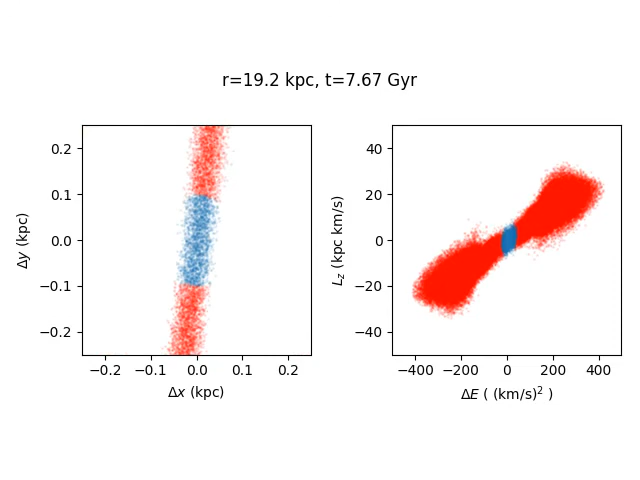 r=19.2 kpc, t=7.67 Gyr
0.2
0.1
0.0
−0.1
−0.2
Δy (kpc)
−0.2 −0.1 0.0 0.1 0.2
Δx (kpc)
40
20
0
−20
−40
L_z (kpc km/s)
−400 −200 0 200 400
ΔE ( (km/s)² )